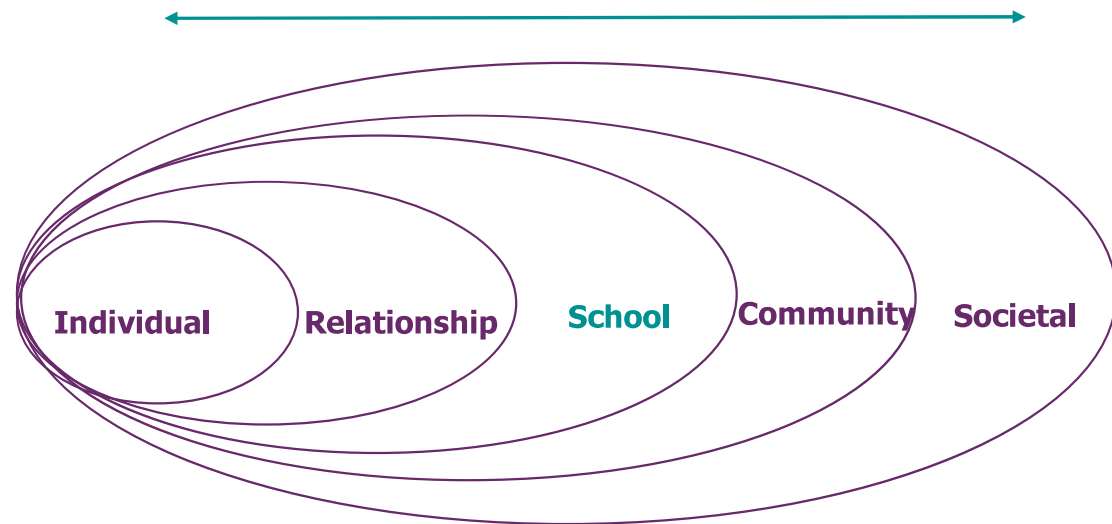 Individual
Relationship
School
Community
Societal